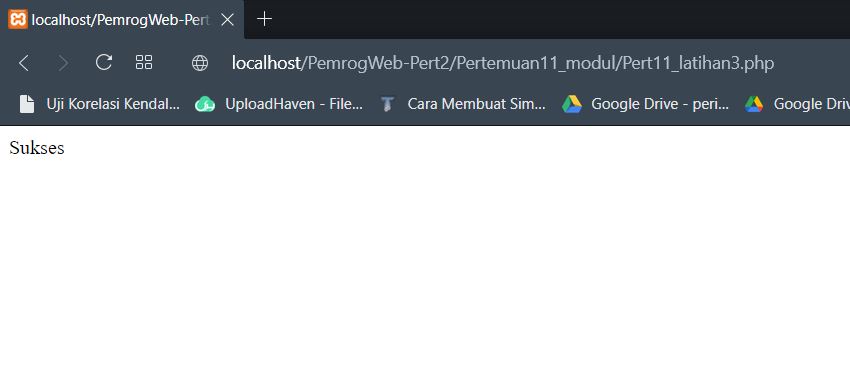 localhost/PemrogWeb-Pert
localhost/PemrogWeb-Pert2/Pertemuan11_modul/Pert11_latihan3.php
Uji Korelasi Kendal... UploadHaven - File... Cara Membuat Sim... Google Drive - peri... Google Driv
Sukses